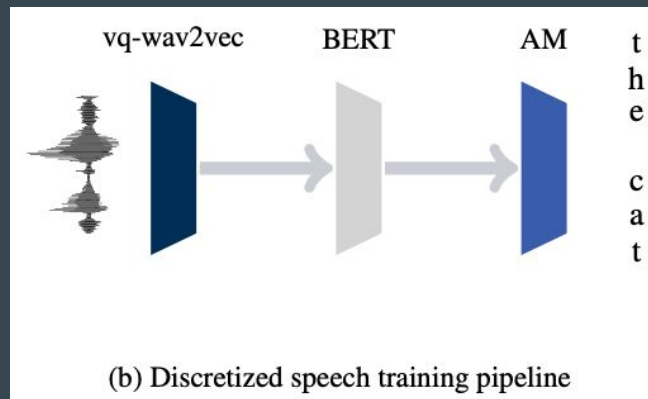 vq-wav2vec BERT AM
t
h
e
c
a
t
(b) Discretized speech training pipeline